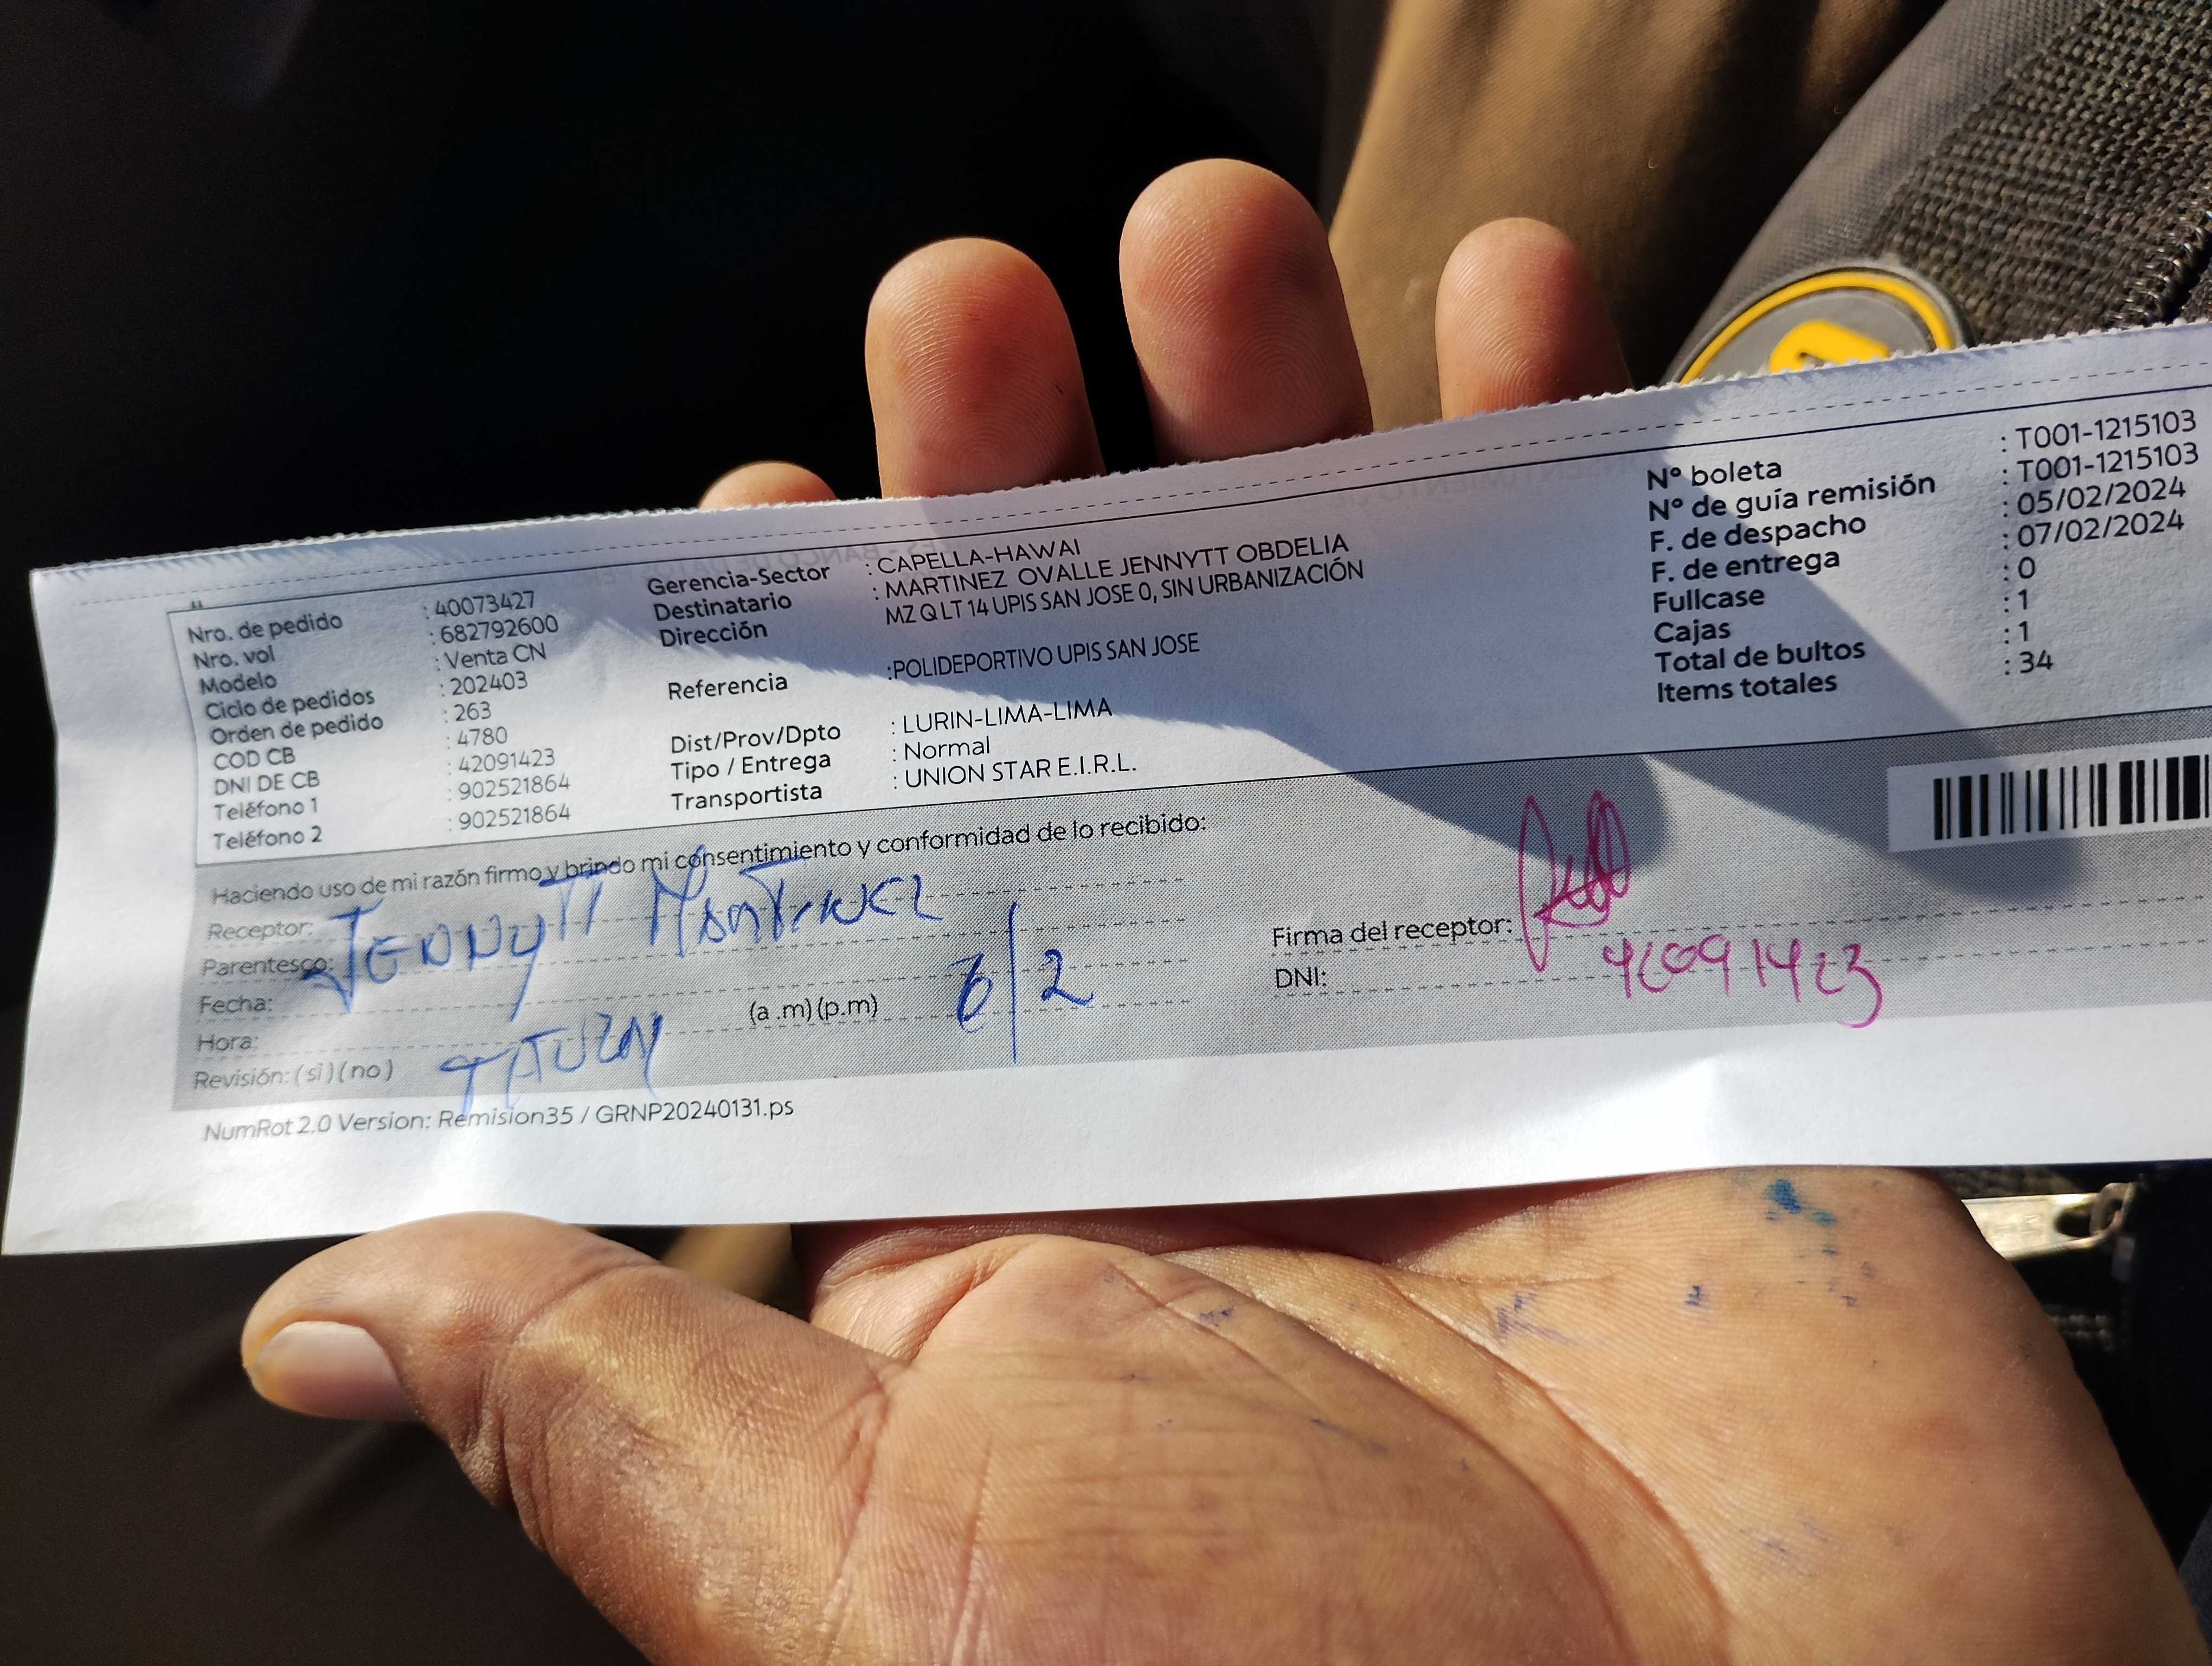 Nro. de pedido : 40073427
Nro. vol : 682792600
Modelo : Venta CN
Ciclo de pedidos : 202403
Orden de pedido : 263
COD CB : 4780
DNI DE CB : 42091423
Teléfono 1 : 902521864
Teléfono 2 : 902521864
Gerencia-Sector : CAPELLA-HAWAI
Destinatario : MARTINEZ OVALLE JENNYTT OBDELIA
Dirección MZ Q LT 14 UPIS SAN JOSE 0, SIN URBANIZACIÓN
Referencia :POLIDEPORTIVO UPIS SAN JOSE
Dist/Prov/Dpto : LURIN-LIMA-LIMA
Tipo / Entrega : Normal
Transportista : UNION STAR E.I.R.L.
Nº boleta : T001-1215103
Nº de guía remisión : T001-1215103
F. de despacho : 05/02/2024
F. de entrega : 07/02/2024
Fullcase : 0
Cajas : 1
Total de bultos : 1
Items totales : 34
Haciendo uso de mi razón firmo y brindo mi consentimiento y conformidad de lo recibido:
Receptor: JENNYTT MARTINEZ
Parentesco:
Fecha: 6/2
Hora: (a .m) (p.m)
Revisión: ( si ) ( no )
Firma del receptor:
DNI: 42091423
NumRot 2.0 Version: Remision35 / GRNP20240131.ps